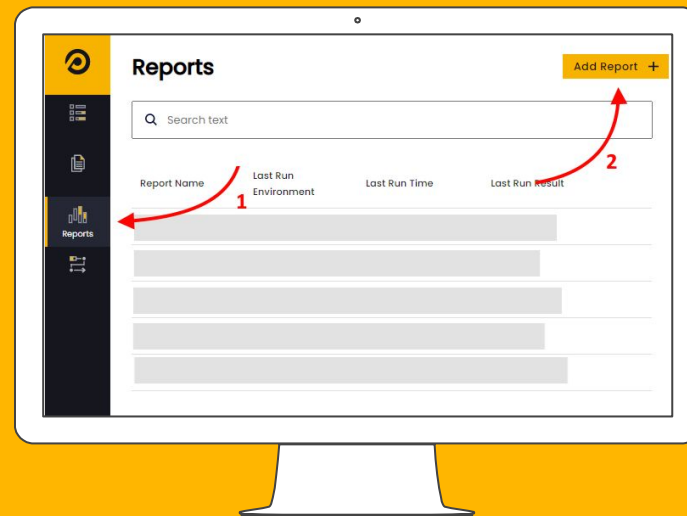 Reports
Add Report +
Search text
Report Name
Last Run
Environment
Last Run Time
Last Run Result
1
2
Reports